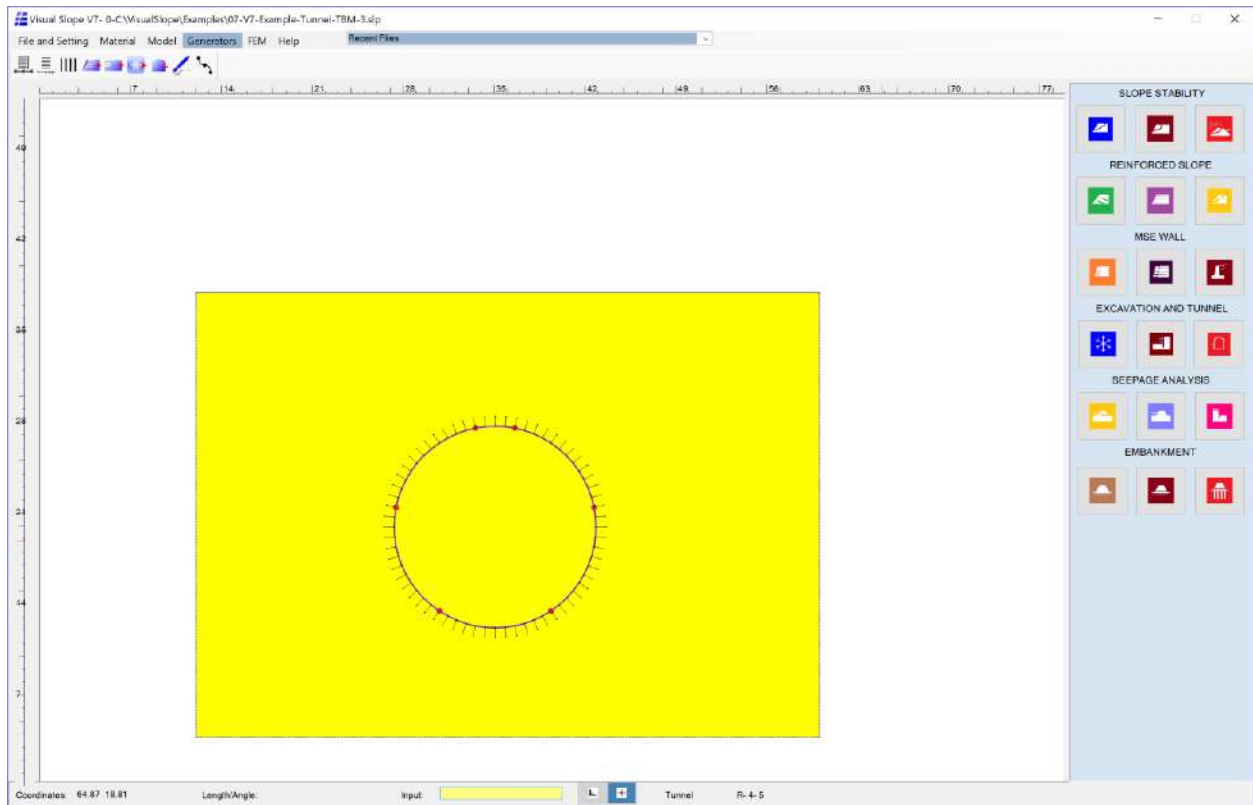 Visual Slope V7- 0-C:\VisualSlope\Examples\07-V7-Example-Tunnel-TBM-3.slp
File and Setting Material Model Generators FEM Help Recent Files
7 14 21 28 35 42 49 56 63 70 77
SLOPE STABILITY
49
REINFORCED SLOPE
42
MSE WALL
EXCAVATION AND TUNNEL
35
SEEPAGE ANALYSIS
28
EMBANKMENT
21
14
7
Coordinates: 64.87 18.81 Length/Angle: Input: L + Tunnel R- 4- 5